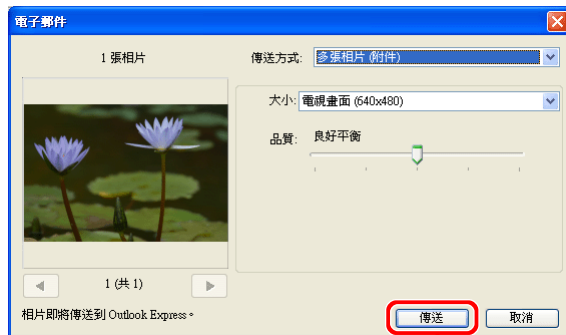 電子郵件
1 張相片
傳送方式: 多張相片 (附件)
大小: 電視畫面 (640x480)
品質: 良好平衡
1 (共 1)
相片即將傳送到 Outlook Express。
傳送 取消